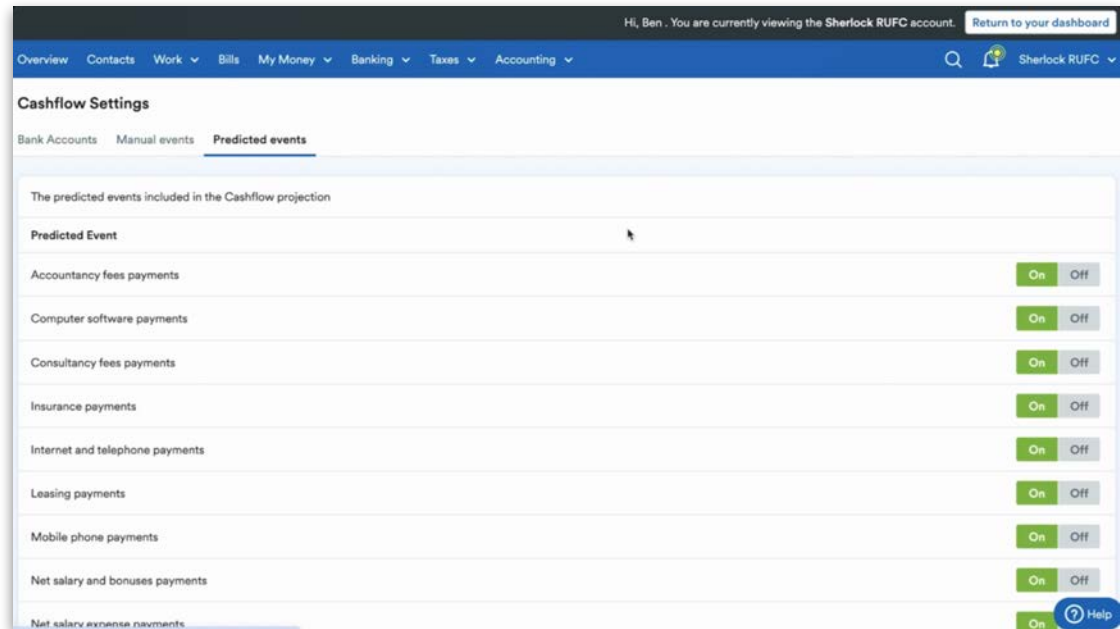 Hi, Ben . You are currently viewing the Sherlock RUFC account. Return to your dashboard
Overview Contacts Work Bills My Money Banking Taxes Accounting Sherlock RUFC
Cashflow Settings
Bank Accounts Manual events Predicted events
The predicted events included in the Cashflow projection
Predicted Event
Accountancy fees payments On Off
Computer software payments On Off
Consultancy fees payments On Off
Insurance payments On Off
Internet and telephone payments On Off
Leasing payments On Off
Mobile phone payments On Off
Net salary and bonuses payments On Off
Net salary expense payments On
? Help